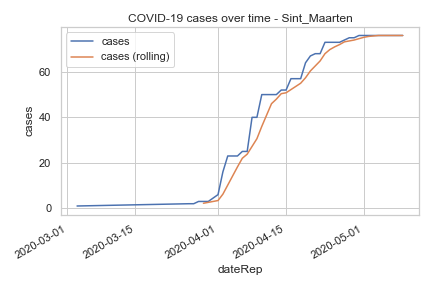 COVID-19 cases over time - Sint_Maarten
cases
cases (rolling)
cases
60
40
20
0
2020-03-01
2020-03-15
2020-04-01
2020-04-15
2020-05-01
dateRep